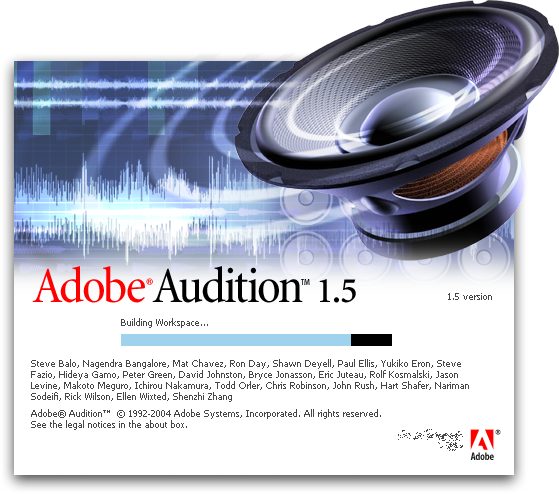 Adobe® Audition™ 1.5
1.5 version
Building Workspace...
Steve Balo, Nagendra Bangalore, Mat Chavez, Ron Day, Shawn Deyell, Paul Ellis, Yukiko Eron, Steve
Fazio, Hideya Gamo, Peter Green, David Johnston, Bryce Jonasson, Eric Juteau, Rolf Kosmalski, Jason
Levine, Makoto Meguro, Ichirou Nakamura, Todd Orler, Chris Robinson, John Rush, Hart Shafer, Nariman
Sodeifi, Rick Wilson, Ellen Wixted, Shenzhi Zhang
Adobe® Audition™ © 1992-2004 Adobe Systems, Incorporated. All rights reserved.
See the legal notices in the about box.
Adobe